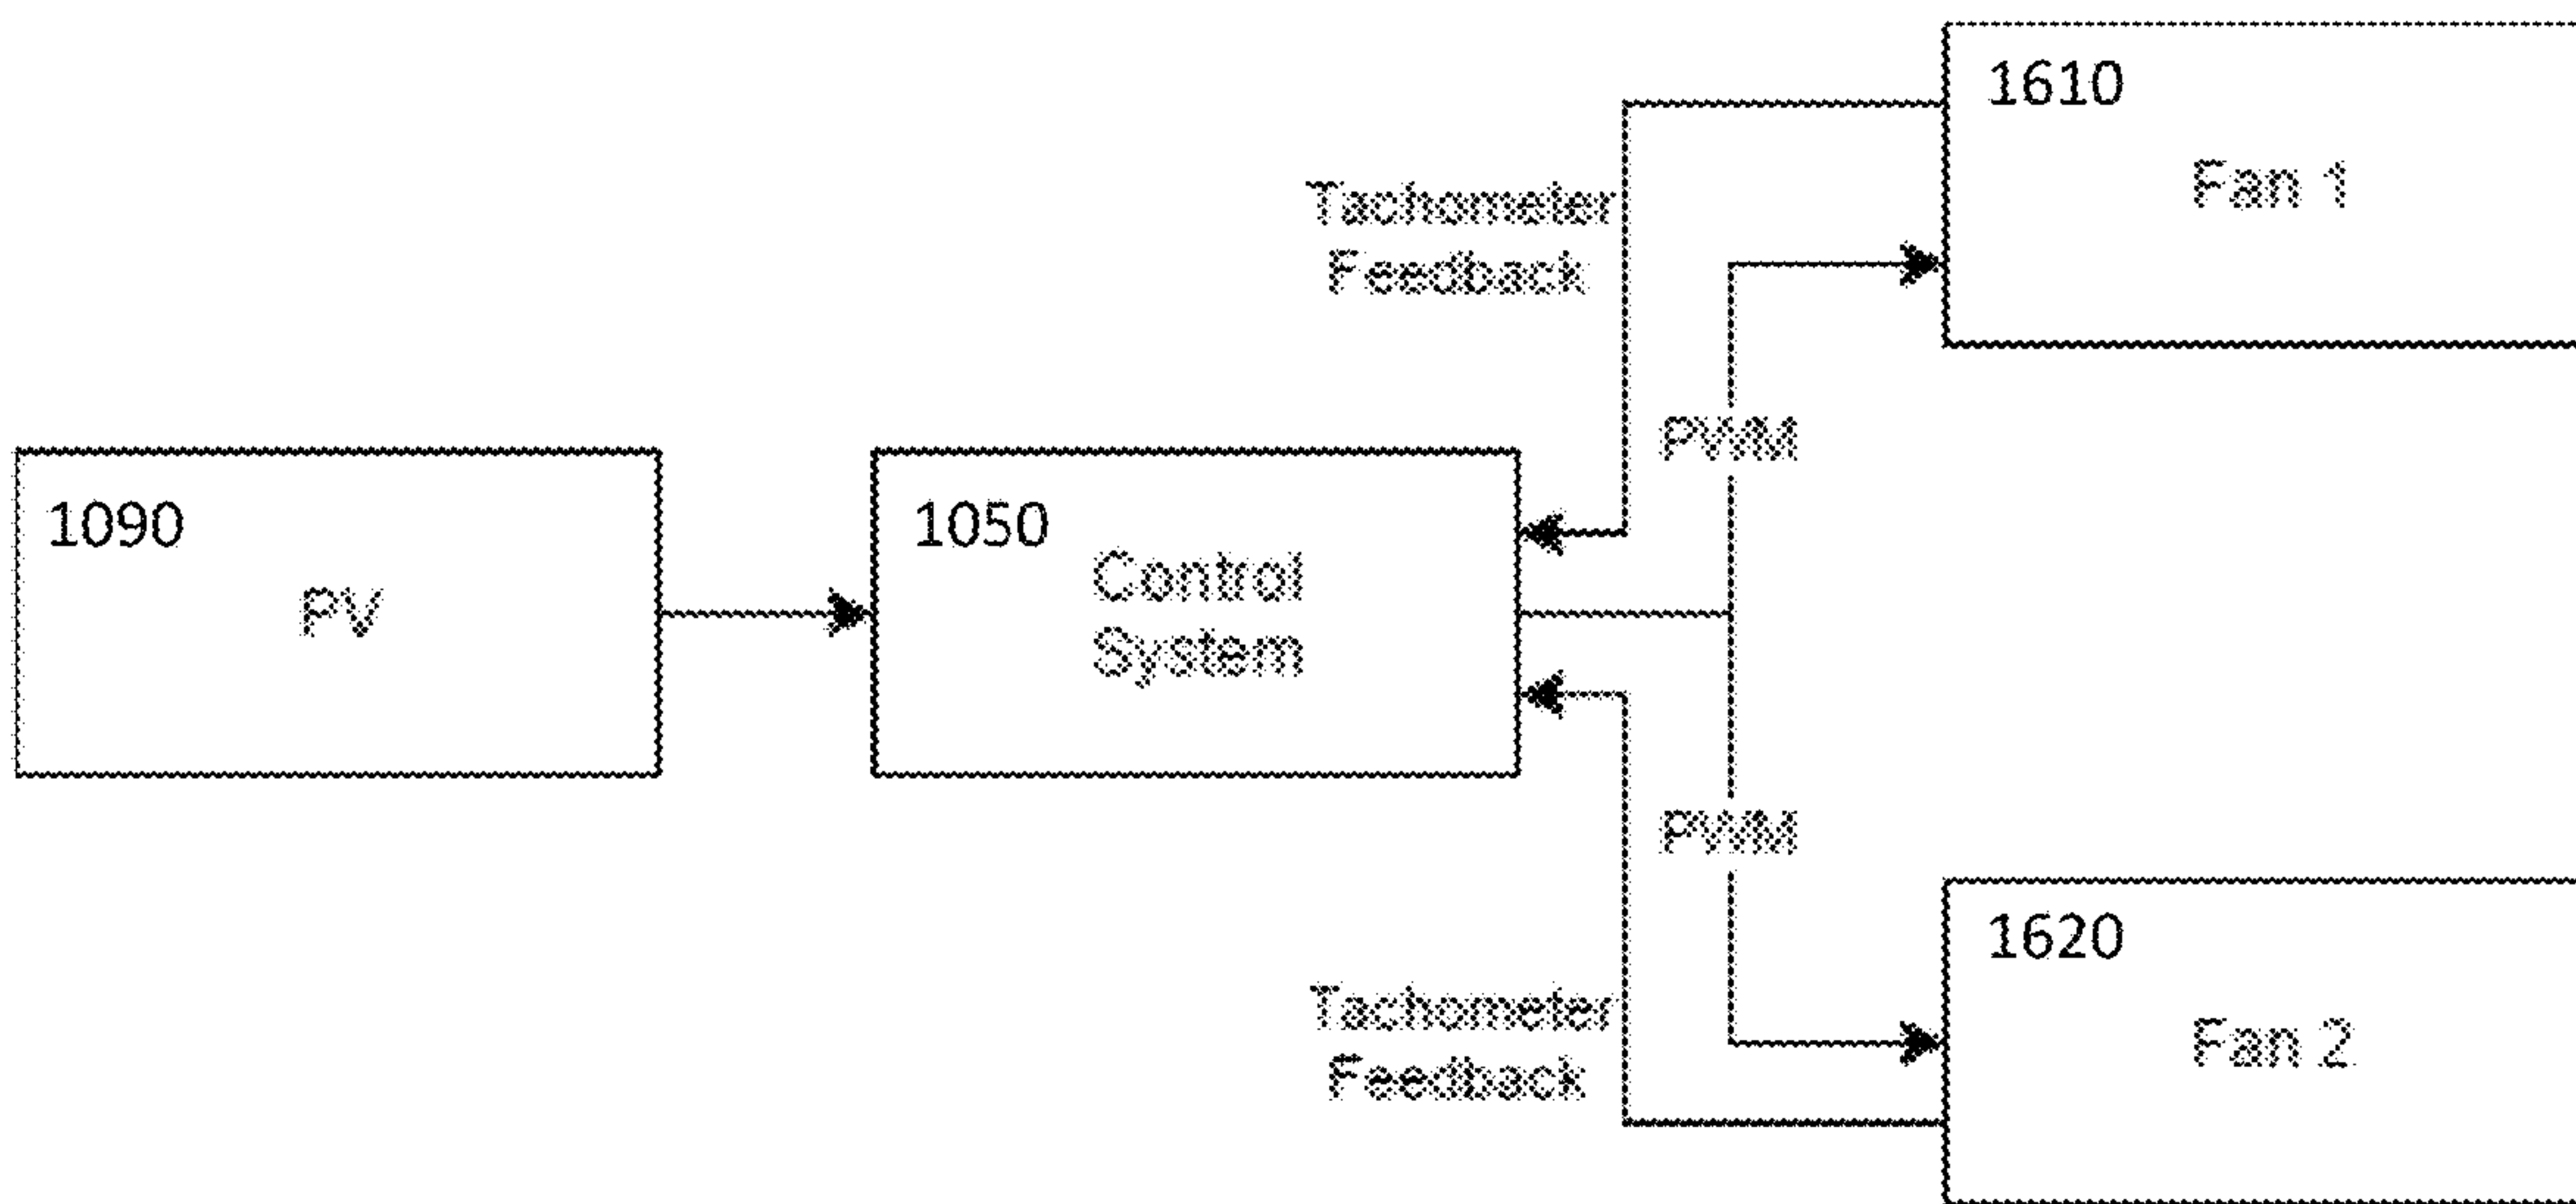 1610
Fan 1
Tachometer
Feedback
PWM
1090
PV
1050
Control
System
PWM
1620
Fan 2
Tachometer
Feedback